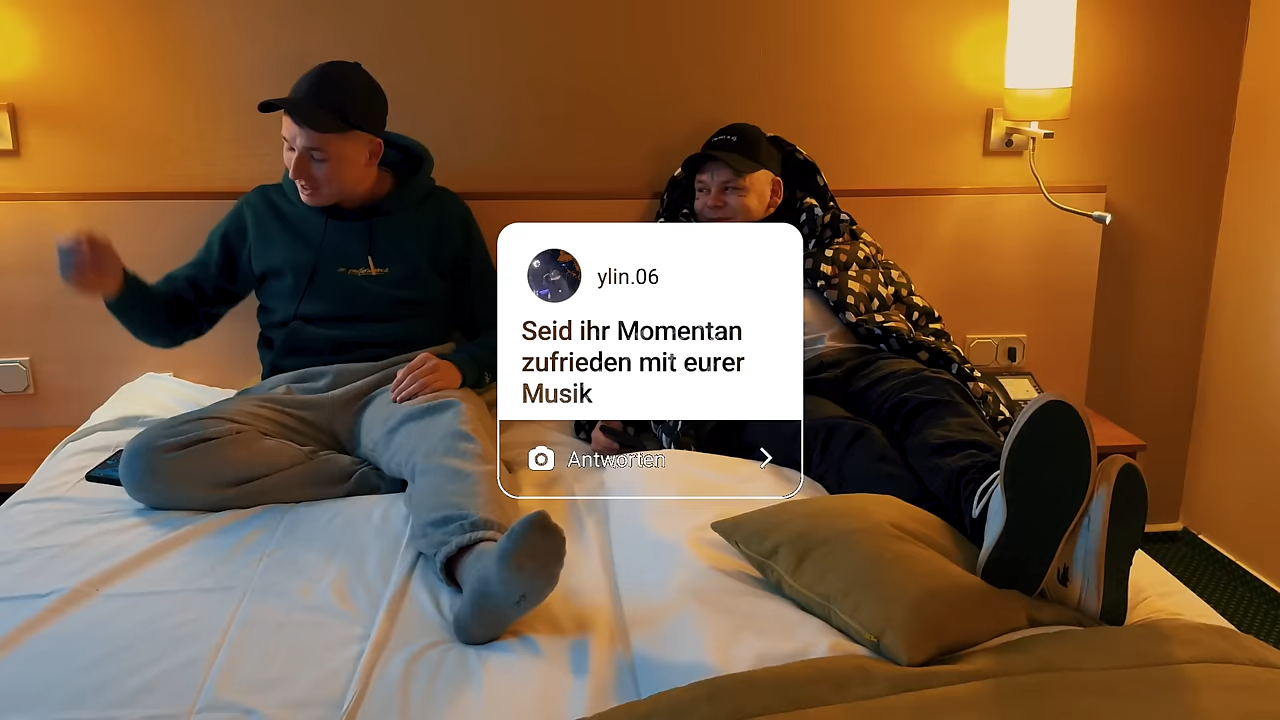 ylin.06
Seid ihr Momentan
zufrieden mit eurer
Musik
Antworten